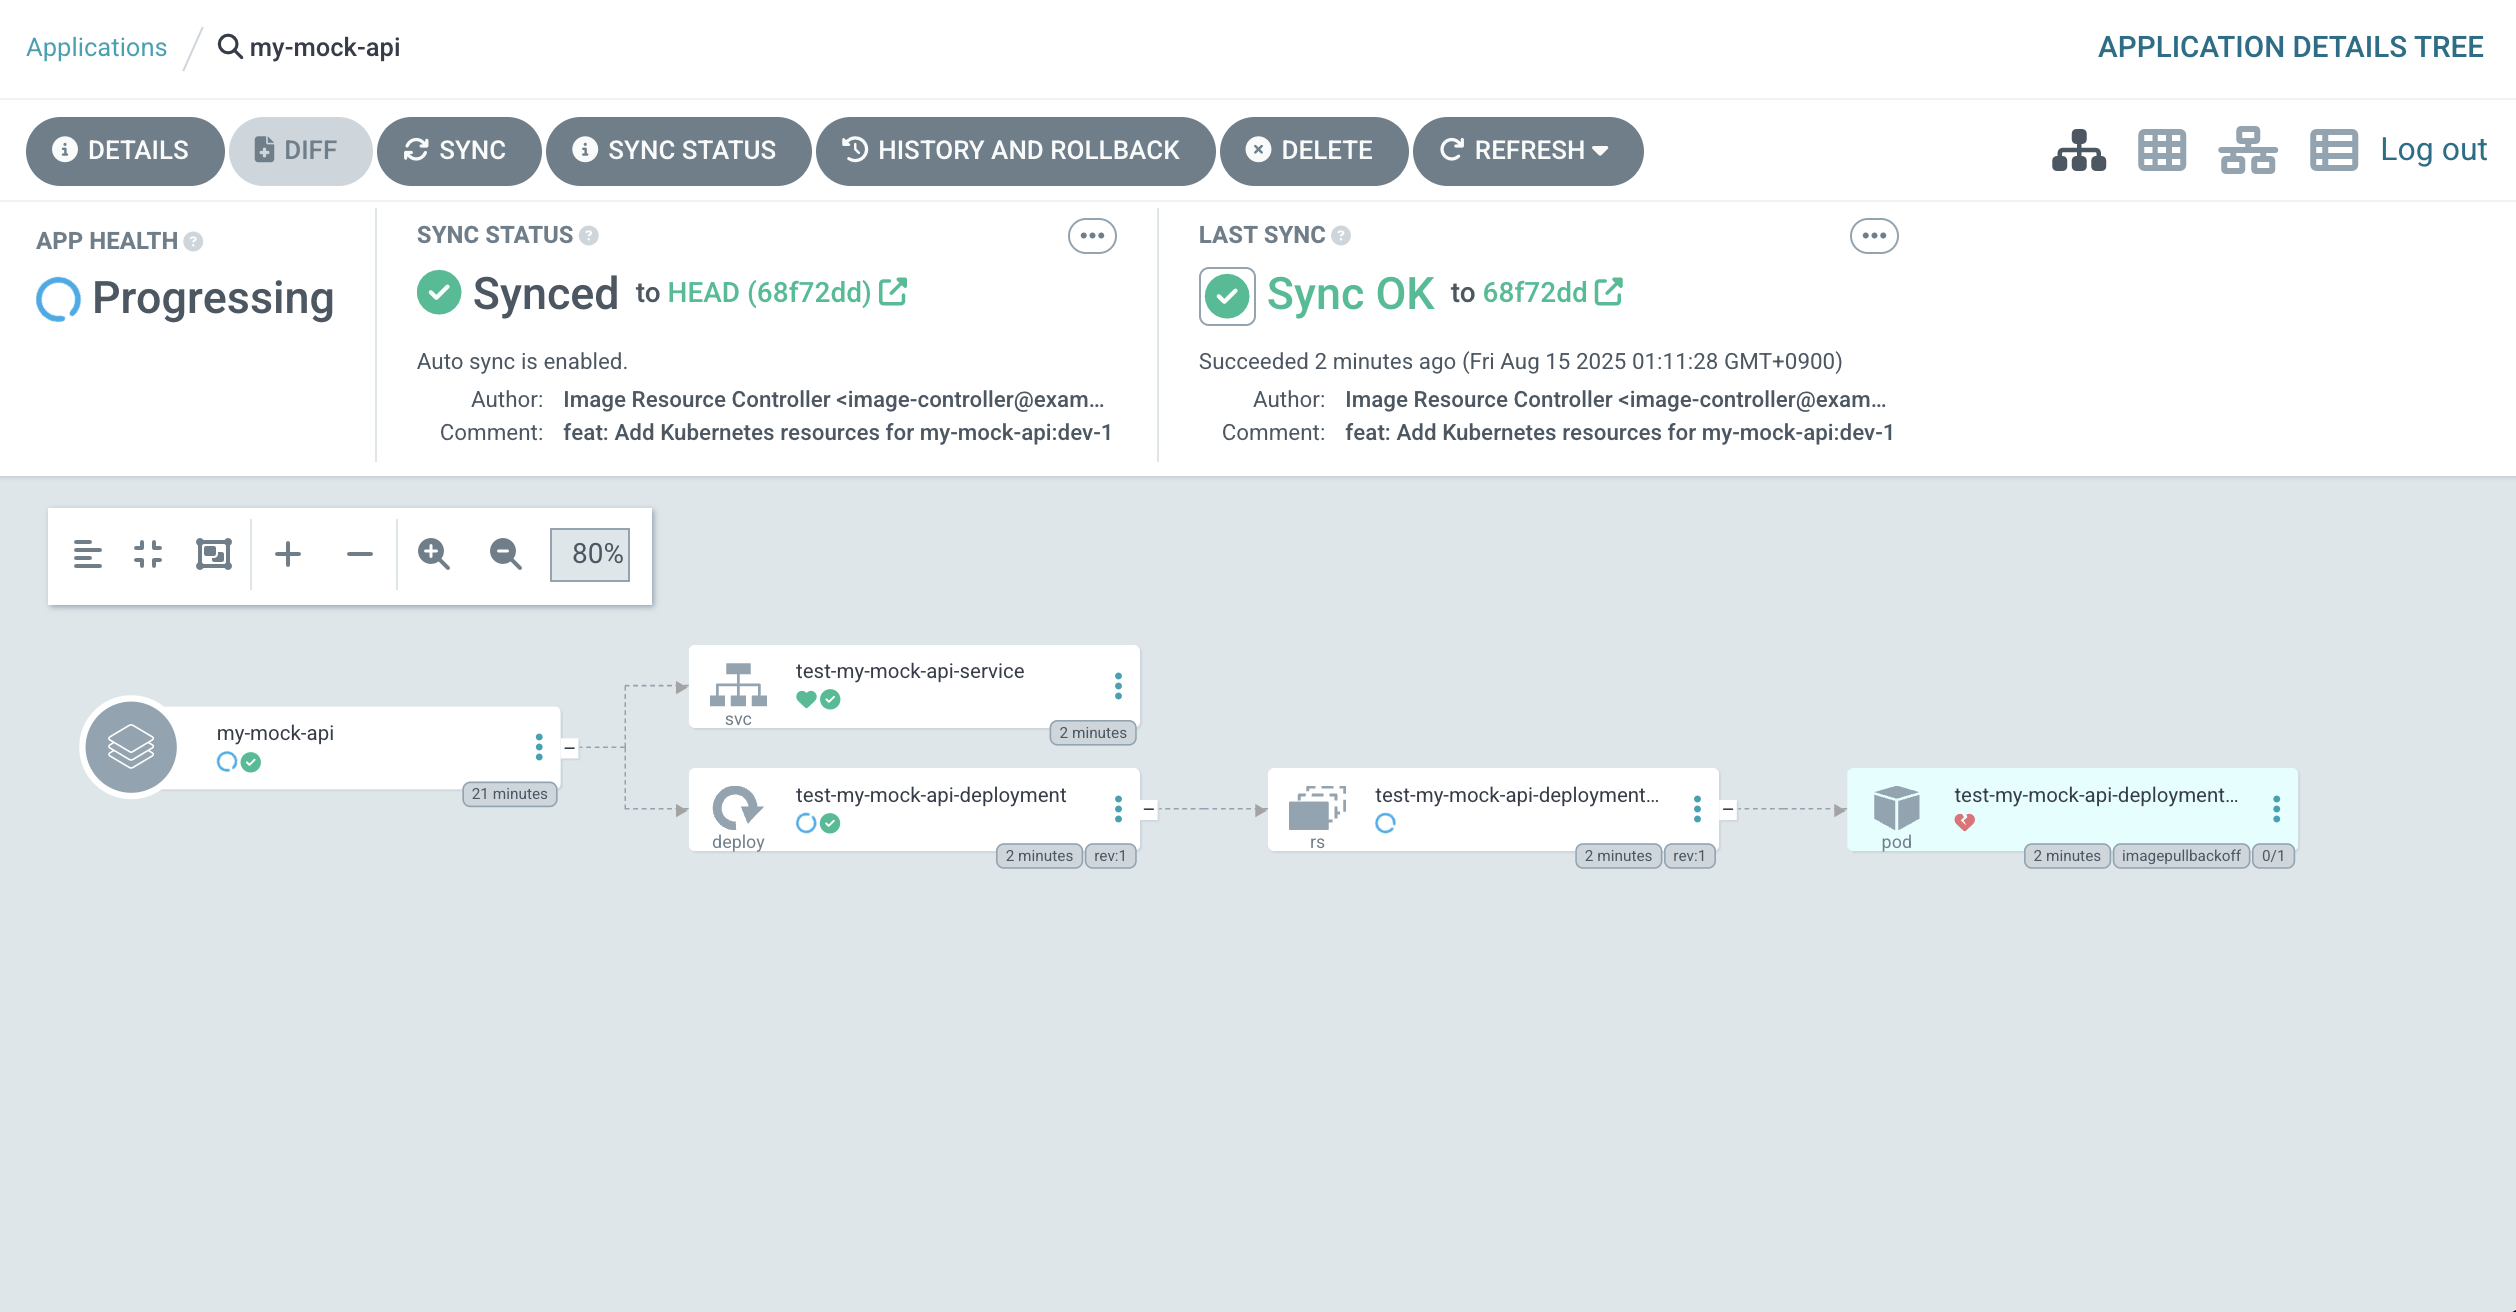 Applications / my-mock-api
APPLICATION DETAILS TREE
DETAILS
DIFF
SYNC
SYNC STATUS
HISTORY AND ROLLBACK
DELETE
REFRESH
Log out
APP HEALTH
Progressing
SYNC STATUS
Synced to HEAD (68f72dd)
Auto sync is enabled.
Author: Image Resource Controller <image-controller@exam...
Comment: feat: Add Kubernetes resources for my-mock-api:dev-1
LAST SYNC
Sync OK to 68f72dd
Succeeded 2 minutes ago (Fri Aug 15 2025 01:11:28 GMT+0900)
Author: Image Resource Controller <image-controller@exam...
Comment: feat: Add Kubernetes resources for my-mock-api:dev-1
80%
my-mock-api
21 minutes
test-my-mock-api-service
svc
2 minutes
test-my-mock-api-deployment
deploy
2 minutes
rev:1
test-my-mock-api-deployment...
rs
2 minutes
rev:1
test-my-mock-api-deployment...
pod
2 minutes
imagepullbackoff
0/1